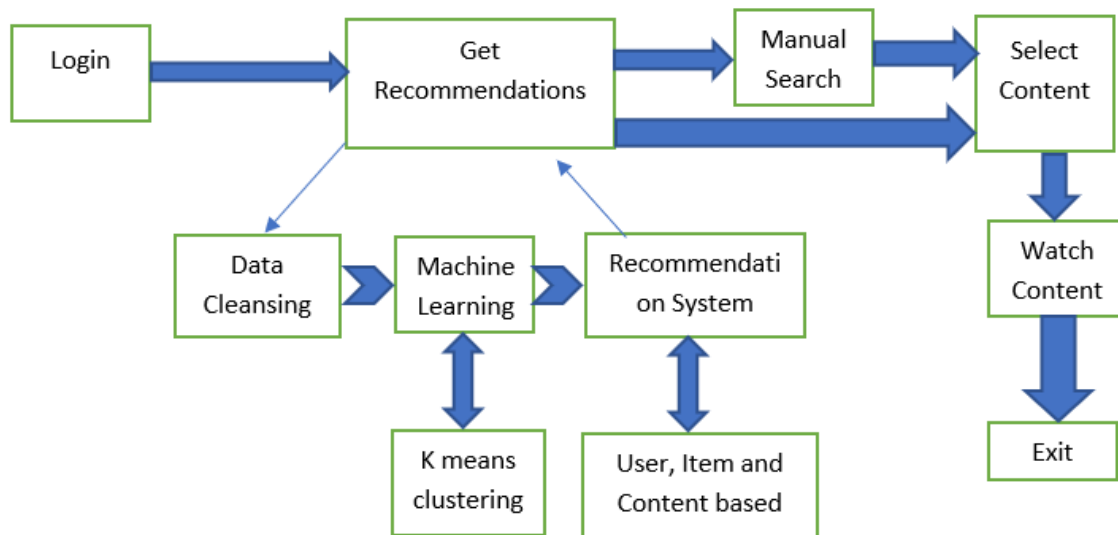 Login
Get
Recommendations
Manual
Search
Select
Content
Data
Cleansing
Machine
Learning
Recommendati
on System
Watch
Content
K means
clustering
User, Item and
Content based
Exit